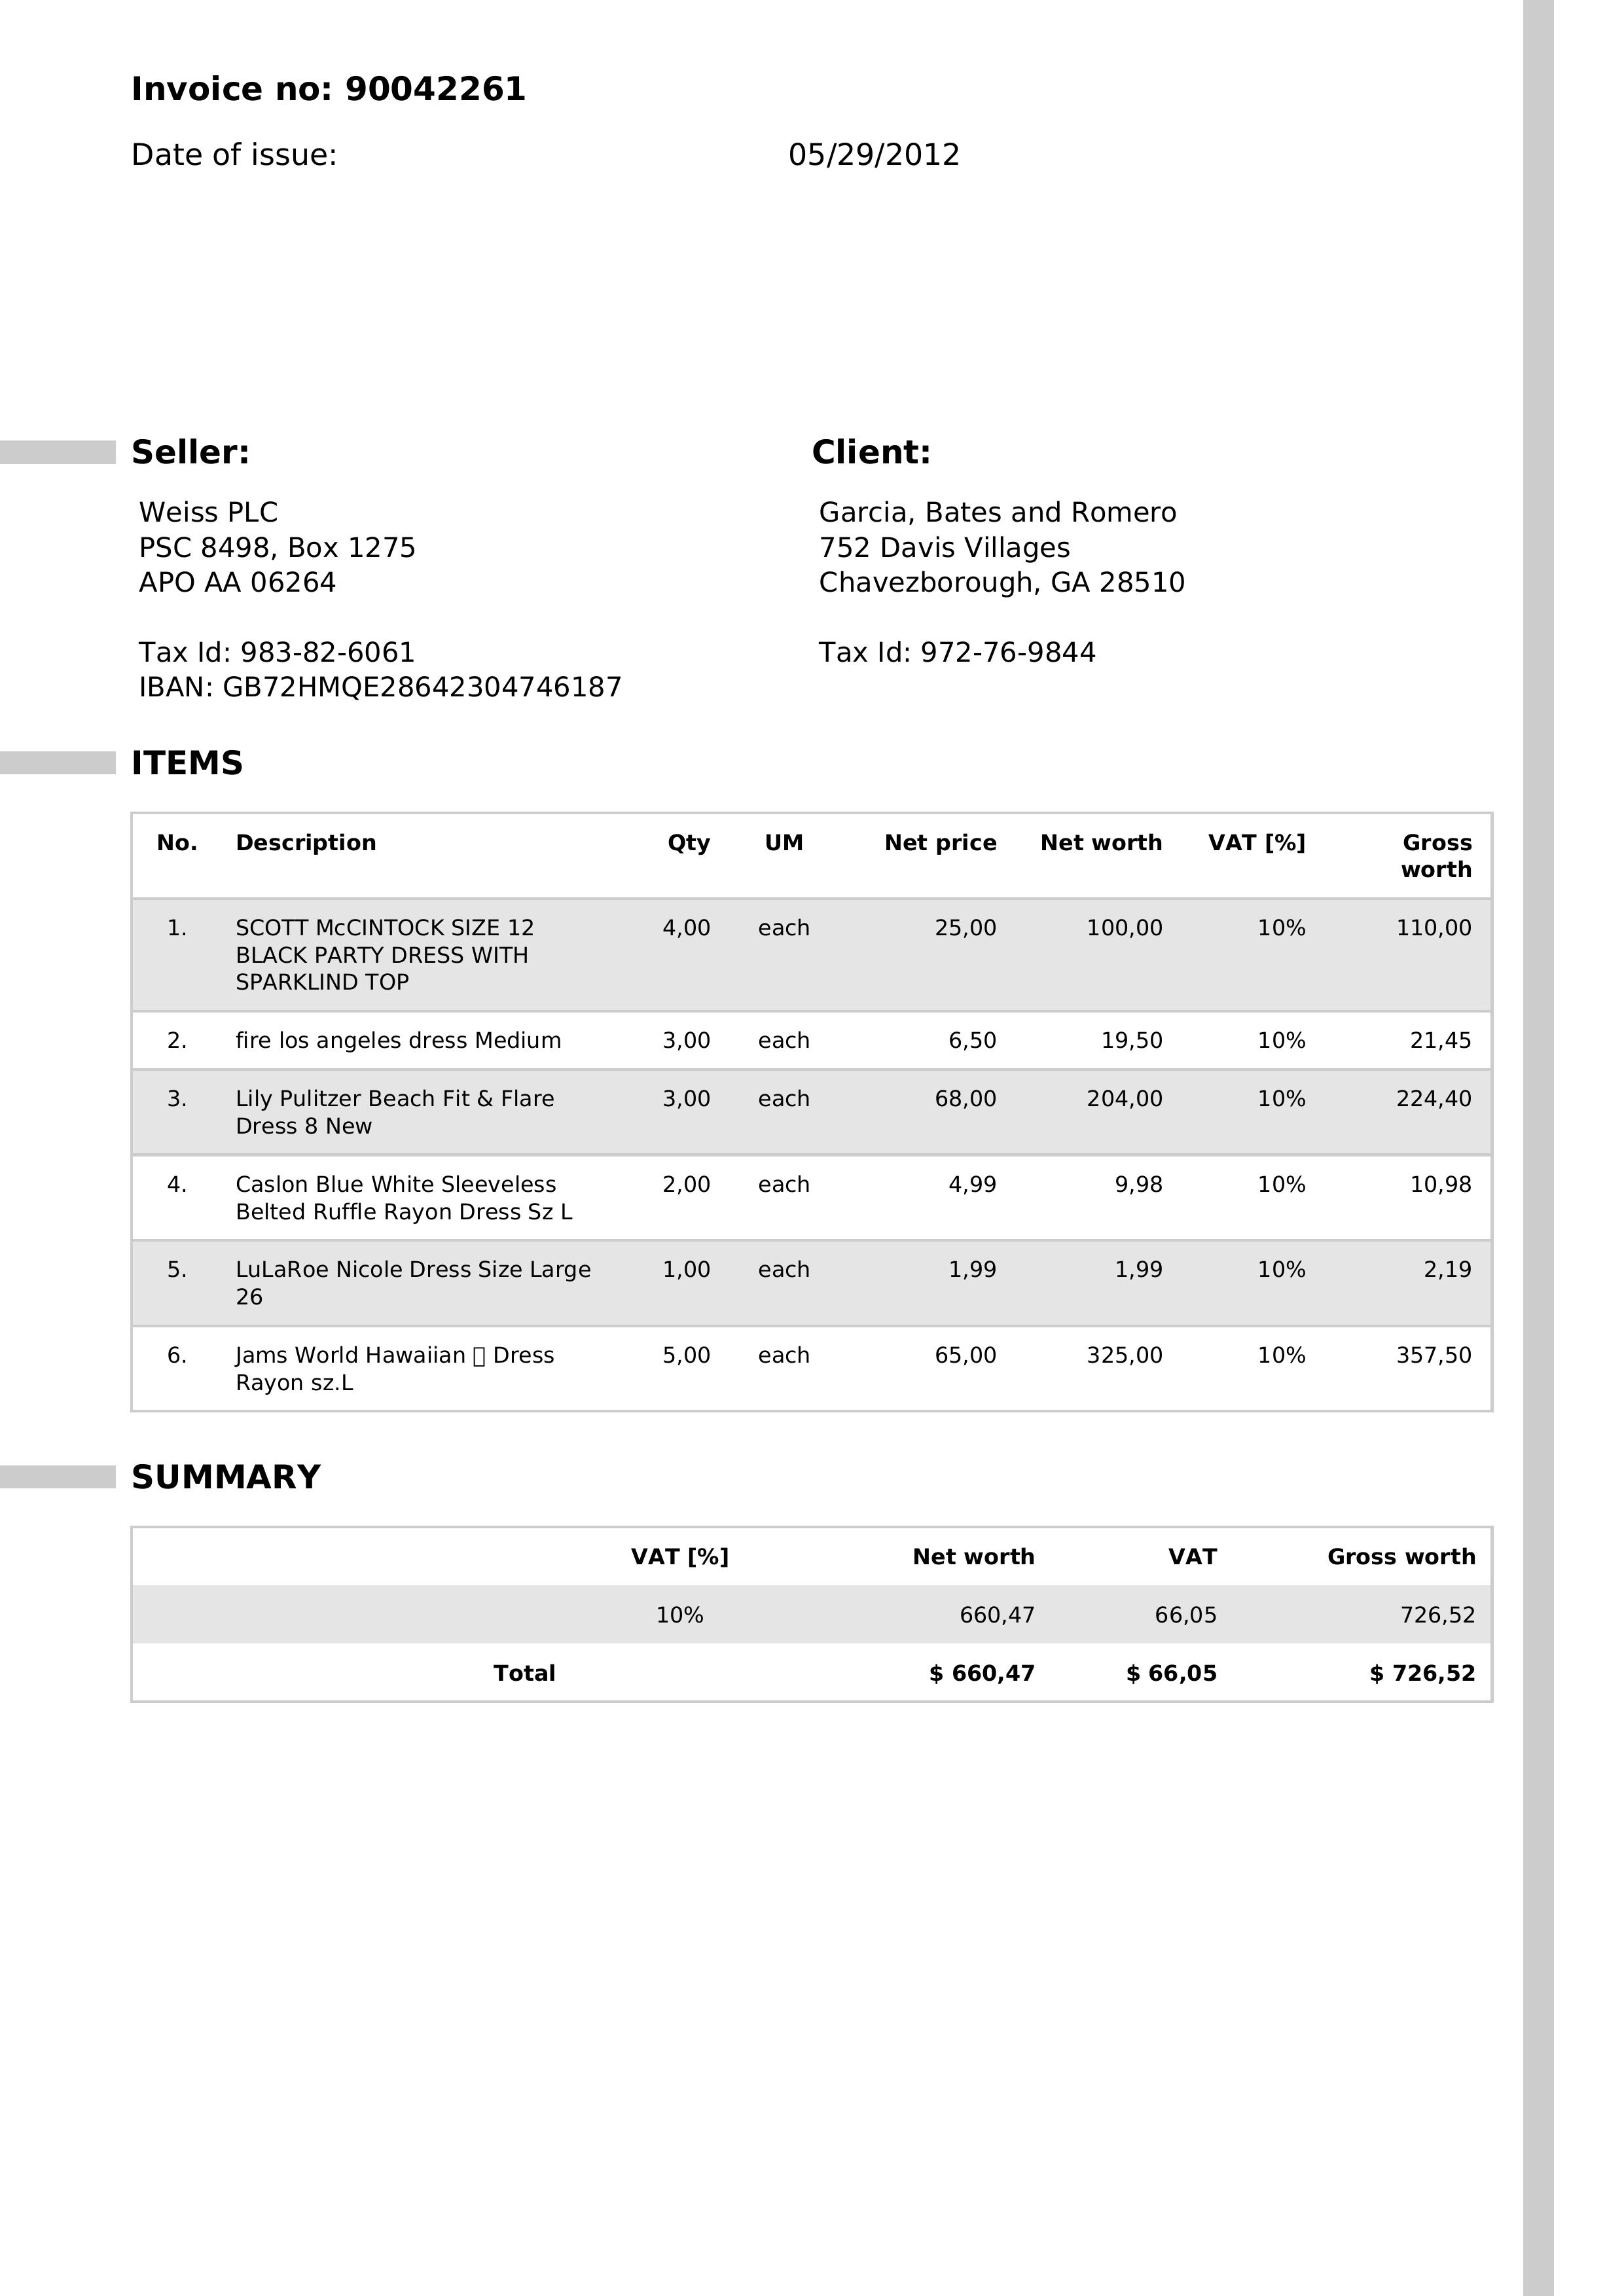 Invoice no: 90042261
Date of issue: 05/29/2012
Seller: Client:
Weiss PLC Garcia, Bates and Romero
PSC 8498, Box 1275 752 Davis Villages
APO AA 06264 Chavezborough, GA 28510
Tax Id: 983-82-6061 Tax Id: 972-76-9844
IBAN: GB72HMQE28642304746187
ITEMS
No. Description Qty UM Net price Net worth VAT [%] Gross
worth
1. SCOTT McCINTOCK SIZE 12 4,00 each 25,00 100,00 10% 110,00
BLACK PARTY DRESS WITH
SPARKLIND TOP
2. fire los angeles dress Medium 3,00 each 6,50 19,50 10% 21,45
3. Lily Pulitzer Beach Fit & Flare 3,00 each 68,00 204,00 10% 224,40
Dress 8 New
4. Caslon Blue White Sleeveless 2,00 each 4,99 9,98 10% 10,98
Belted Ruffle Rayon Dress Sz L
5. LuLaRoe Nicole Dress Size Large 1,00 each 1,99 1,99 10% 2,19
26
6. Jams World Hawaiian Dress 5,00 each 65,00 325,00 10% 357,50
Rayon sz.L
SUMMARY
VAT [%] Net worth VAT Gross worth
10% 660,47 66,05 726,52
Total $ 660,47 $ 66,05 $ 726,52